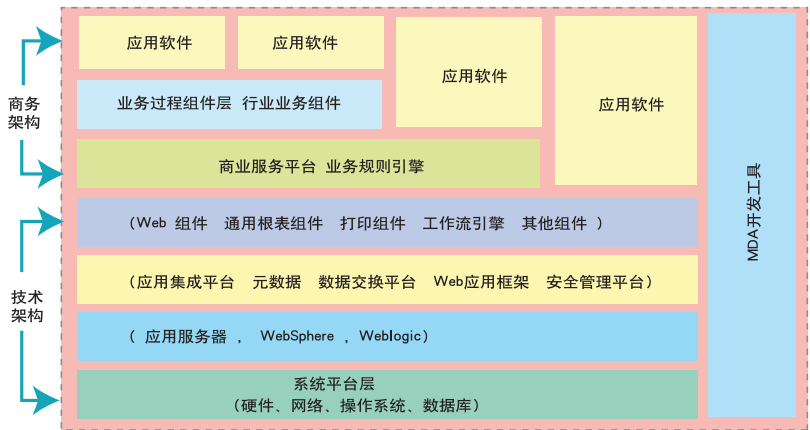 应用软件
应用软件
应用软件
应用软件
商务
架构
业务过程组件层 行业业务组件
商业服务平台 业务规则引擎
MDA开发工具
(Web 组件 通用根表组件 打印组件 工作流引擎 其他组件 )
(应用集成平台 元数据 数据交换平台 Web应用框架 安全管理平台)
技术
架构
( 应用服务器 , WebSphere , Weblogic)
系统平台层
(硬件、网络、操作系统、数据库)